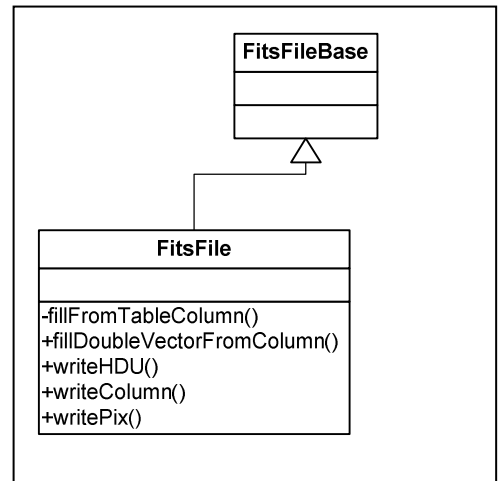 FitsFileBase
FitsFile
-fillFromTableColumn()
+fillDoubleVectorFromColumn()
+writeHDU()
+writeColumn()
+writePix()